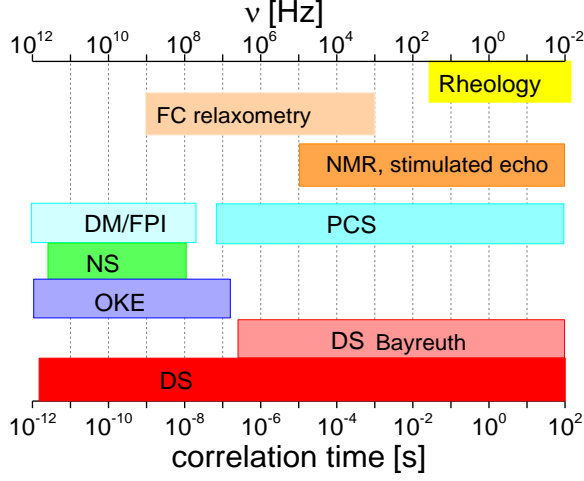 ν [Hz]
10^12 10^10 10^8 10^6 10^4 10^2 10^0 10^-2
Rheology
FC relaxometry
NMR, stimulated echo
DM/FPI PCS
NS
OKE
DS Bayreuth
DS
10^-12 10^-10 10^-8 10^-6 10^-4 10^-2 10^0 10^2
correlation time [s]